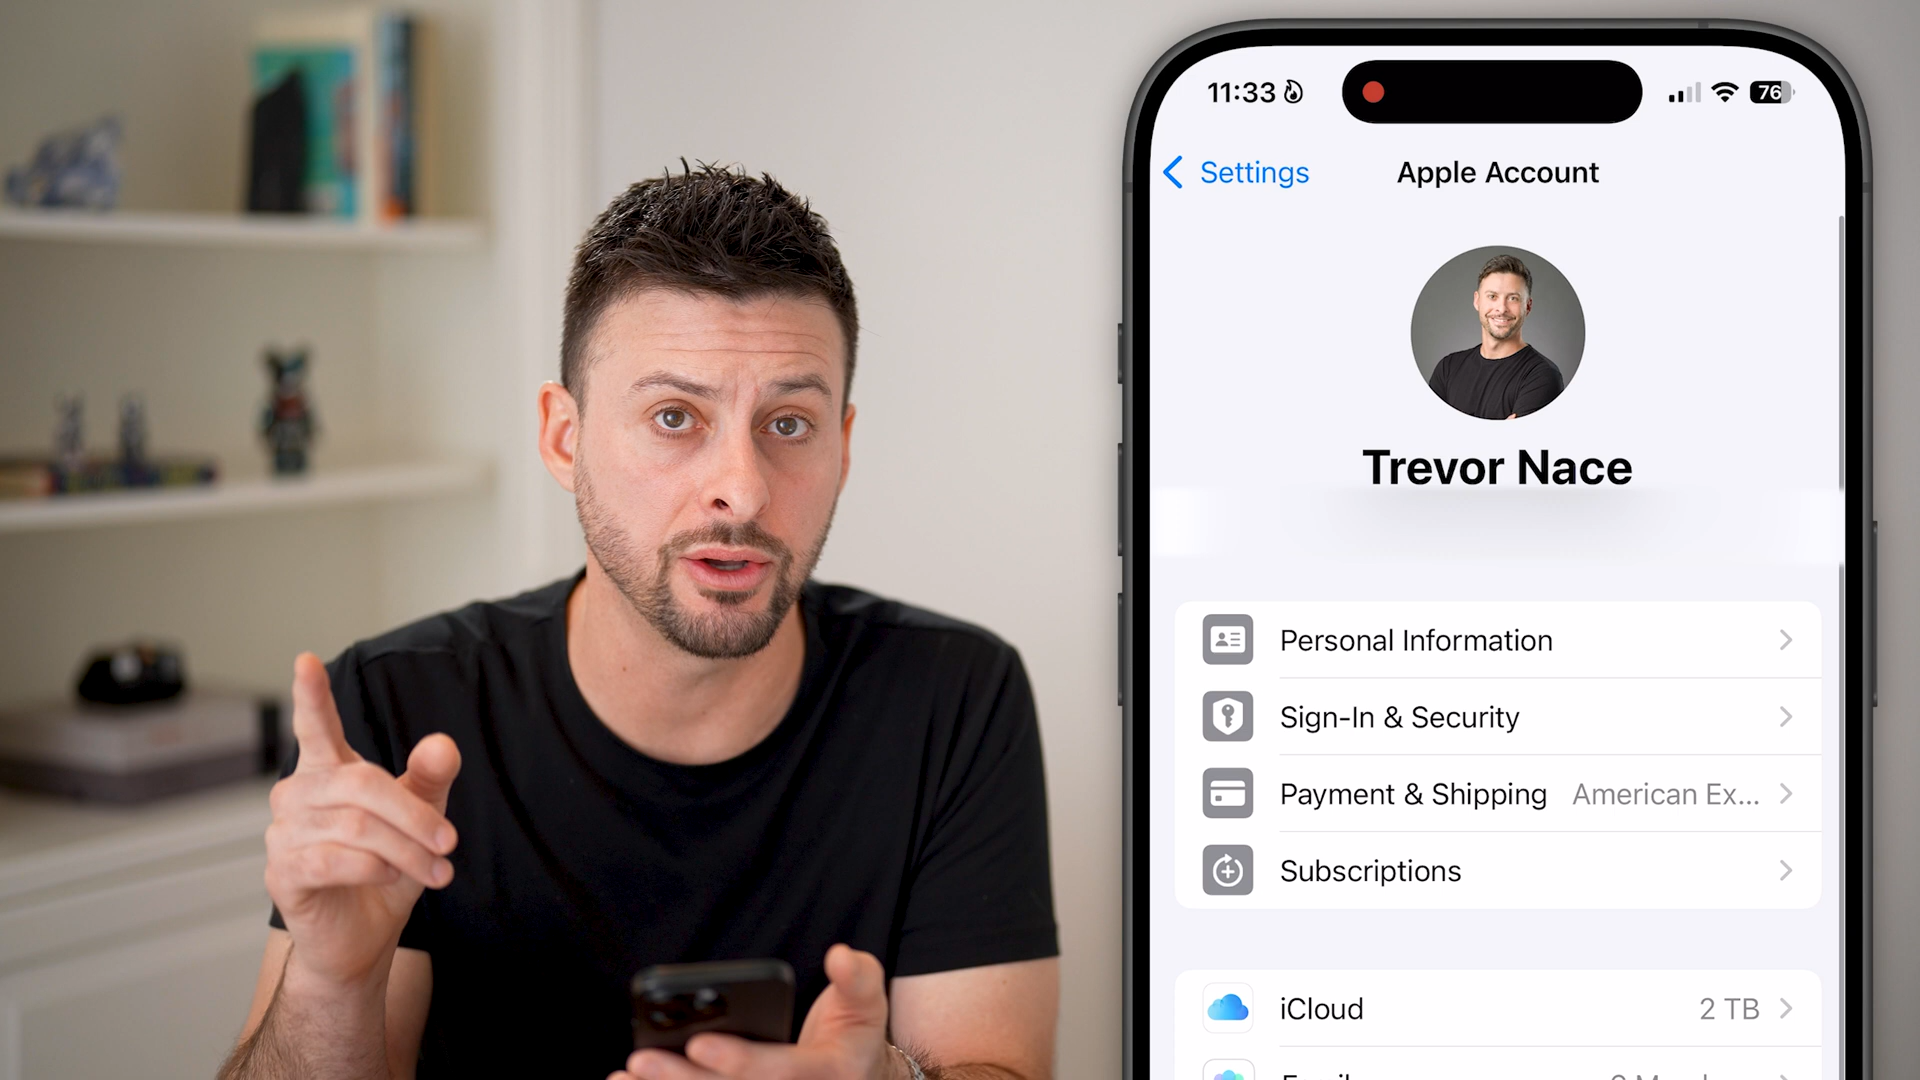 11:33
76
Settings
Apple Account
Trevor Nace
Personal Information
Sign-In & Security
Payment & Shipping American Ex...
Subscriptions
iCloud 2 TB